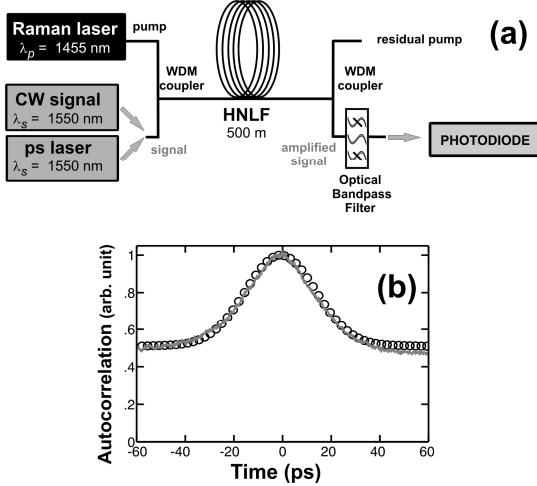 Raman laser
λp = 1455 nm
pump
residual pump
(a)
WDM
coupler
WDM
coupler
CW signal
λs = 1550 nm
HNLF
500 m
ps laser
λs = 1550 nm
signal
amplified
signal
PHOTODIODE
Optical
Bandpass
Filter
(b)
Autocorrelation (arb. unit)
1
.8
.6
.4
.2
0
-60 -40 -20 0 20 40 60
Time (ps)